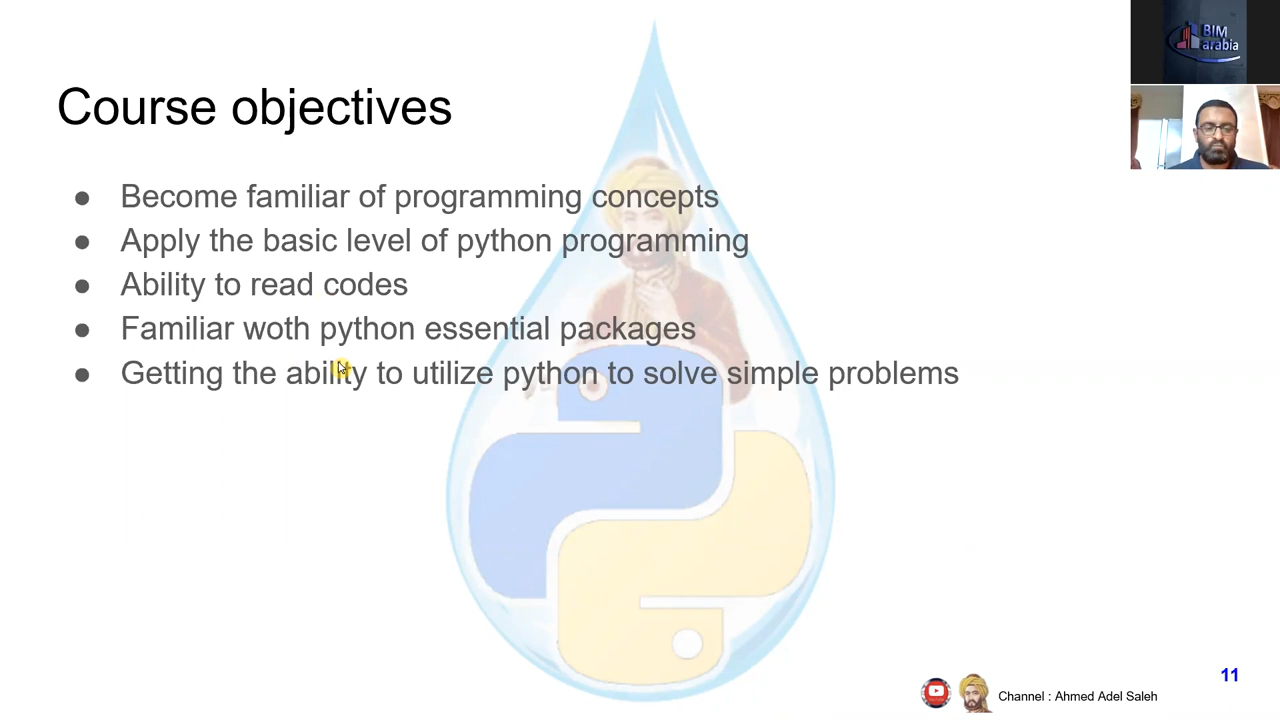 BIM
arabia
Course objectives
● Become familiar of programming concepts
● Apply the basic level of python programming
● Ability to read codes
● Familiar woth python essential packages
● Getting the ability to utilize python to solve simple problems
11
Channel : Ahmed Adel Saleh